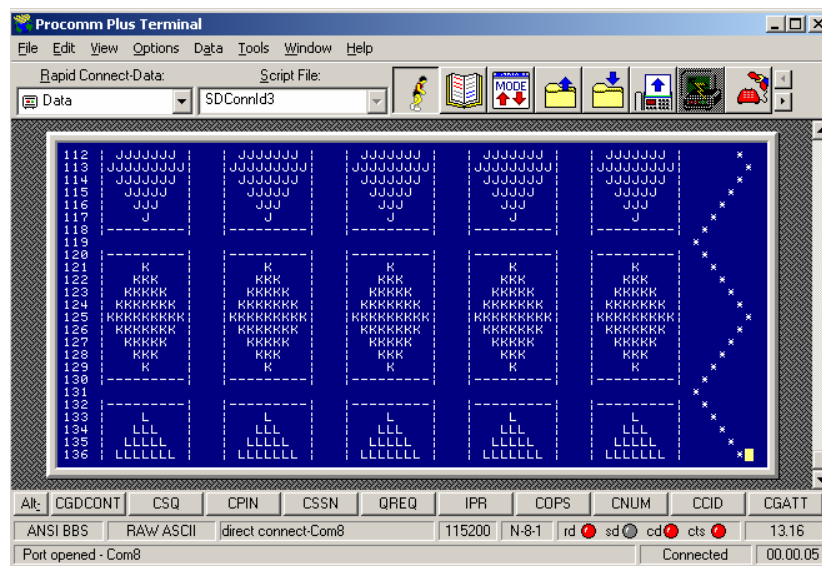 Procomm Plus Terminal
File Edit View Options Data Tools Window Help
Rapid Connect-Data: Script File:
Data SDConnId3
MODE
112 | JJJJJJJ | | JJJJJJJ | | JJJJJJJ | | JJJJJJJ | | JJJJJJJ | *
113 |JJJJJJJJJ| |JJJJJJJJJ| |JJJJJJJJJ| |JJJJJJJJJ| |JJJJJJJJJ| *
114 | JJJJJJJ | | JJJJJJJ | | JJJJJJJ | | JJJJJJJ | | JJJJJJJ | *
115 | JJJJJ | | JJJJJ | | JJJJJ | | JJJJJ | | JJJJJ | *
116 | JJJ | | JJJ | | JJJ | | JJJ | | JJJ | *
117 | J | | J | | J | | J | | J | *
118 |---------| |---------| |---------| |---------| |---------| *
119 *
120 |---------| |---------| |---------| |---------| |---------| *
121 | K | | K | | K | | K | | K | *
122 | KKK | | KKK | | KKK | | KKK | | KKK | *
123 | KKKKK | | KKKKK | | KKKKK | | KKKKK | | KKKKK | *
124 | KKKKKKK | | KKKKKKK | | KKKKKKK | | KKKKKKK | | KKKKKKK | *
125 |KKKKKKKKK| |KKKKKKKKK| |KKKKKKKKK| |KKKKKKKKK| |KKKKKKKKK| *
126 | KKKKKKK | | KKKKKKK | | KKKKKKK | | KKKKKKK | | KKKKKKK | *
127 | KKKKK | | KKKKK | | KKKKK | | KKKKK | | KKKKK | *
128 | KKK | | KKK | | KKK | | KKK | | KKK | *
129 | K | | K | | K | | K | | K | *
130 |---------| |---------| |---------| |---------| |---------| *
131 *
132 |---------| |---------| |---------| |---------| |---------| *
133 | L | | L | | L | | L | | L | *
134 | LLL | | LLL | | LLL | | LLL | | LLL | *
135 | LLLLL | | LLLLL | | LLLLL | | LLLLL | | LLLLL | *
136 | LLLLLLL | | LLLLLLL | | LLLLLLL | | LLLLLLL | | LLLLLLL | *
Alt: CGDCONT CSQ CPIN CSSN QREQ IPR COPS CNUM CCID CGATT
ANSI BBS RAW ASCII direct connect-Com8 115200 N-8-1 rd sd cd cts 13.16
Port opened - Com8 Connected 00.00.05